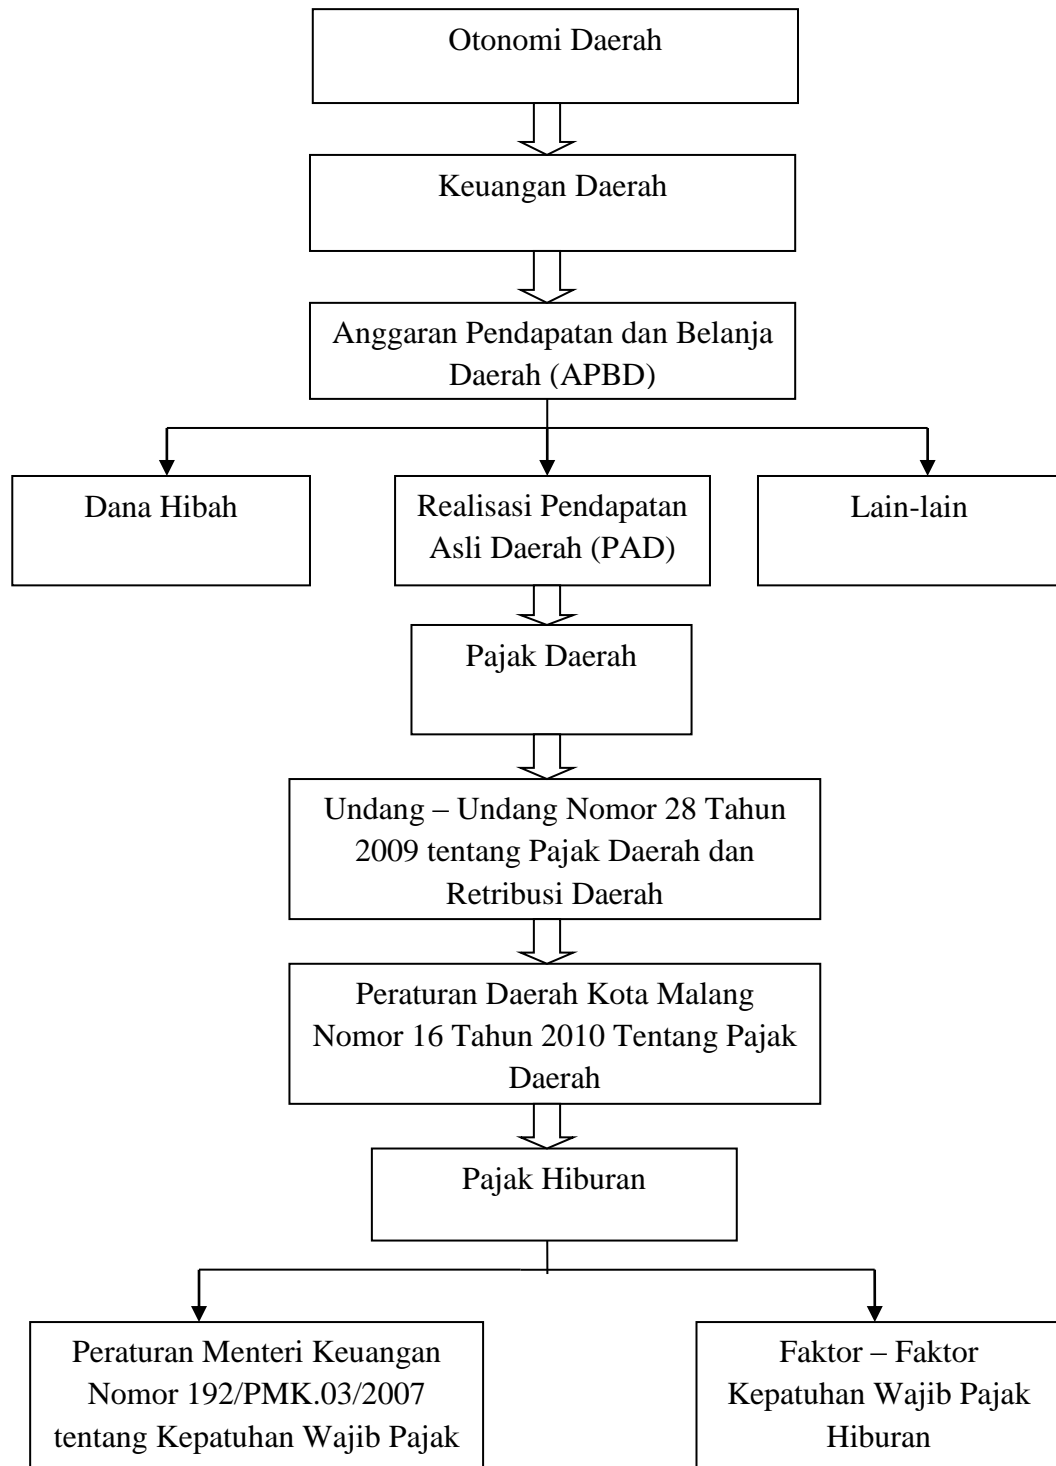 Otonomi Daerah
Keuangan Daerah
Anggaran Pendapatan dan Belanja
Daerah (APBD)
Dana Hibah
Realisasi Pendapatan
Asli Daerah (PAD)
Lain-lain
Pajak Daerah
Undang – Undang Nomor 28 Tahun
2009 tentang Pajak Daerah dan
Retribusi Daerah
Peraturan Daerah Kota Malang
Nomor 16 Tahun 2010 Tentang Pajak
Daerah
Pajak Hiburan
Peraturan Menteri Keuangan
Nomor 192/PMK.03/2007
tentang Kepatuhan Wajib Pajak
Faktor – Faktor
Kepatuhan Wajib Pajak
Hiburan